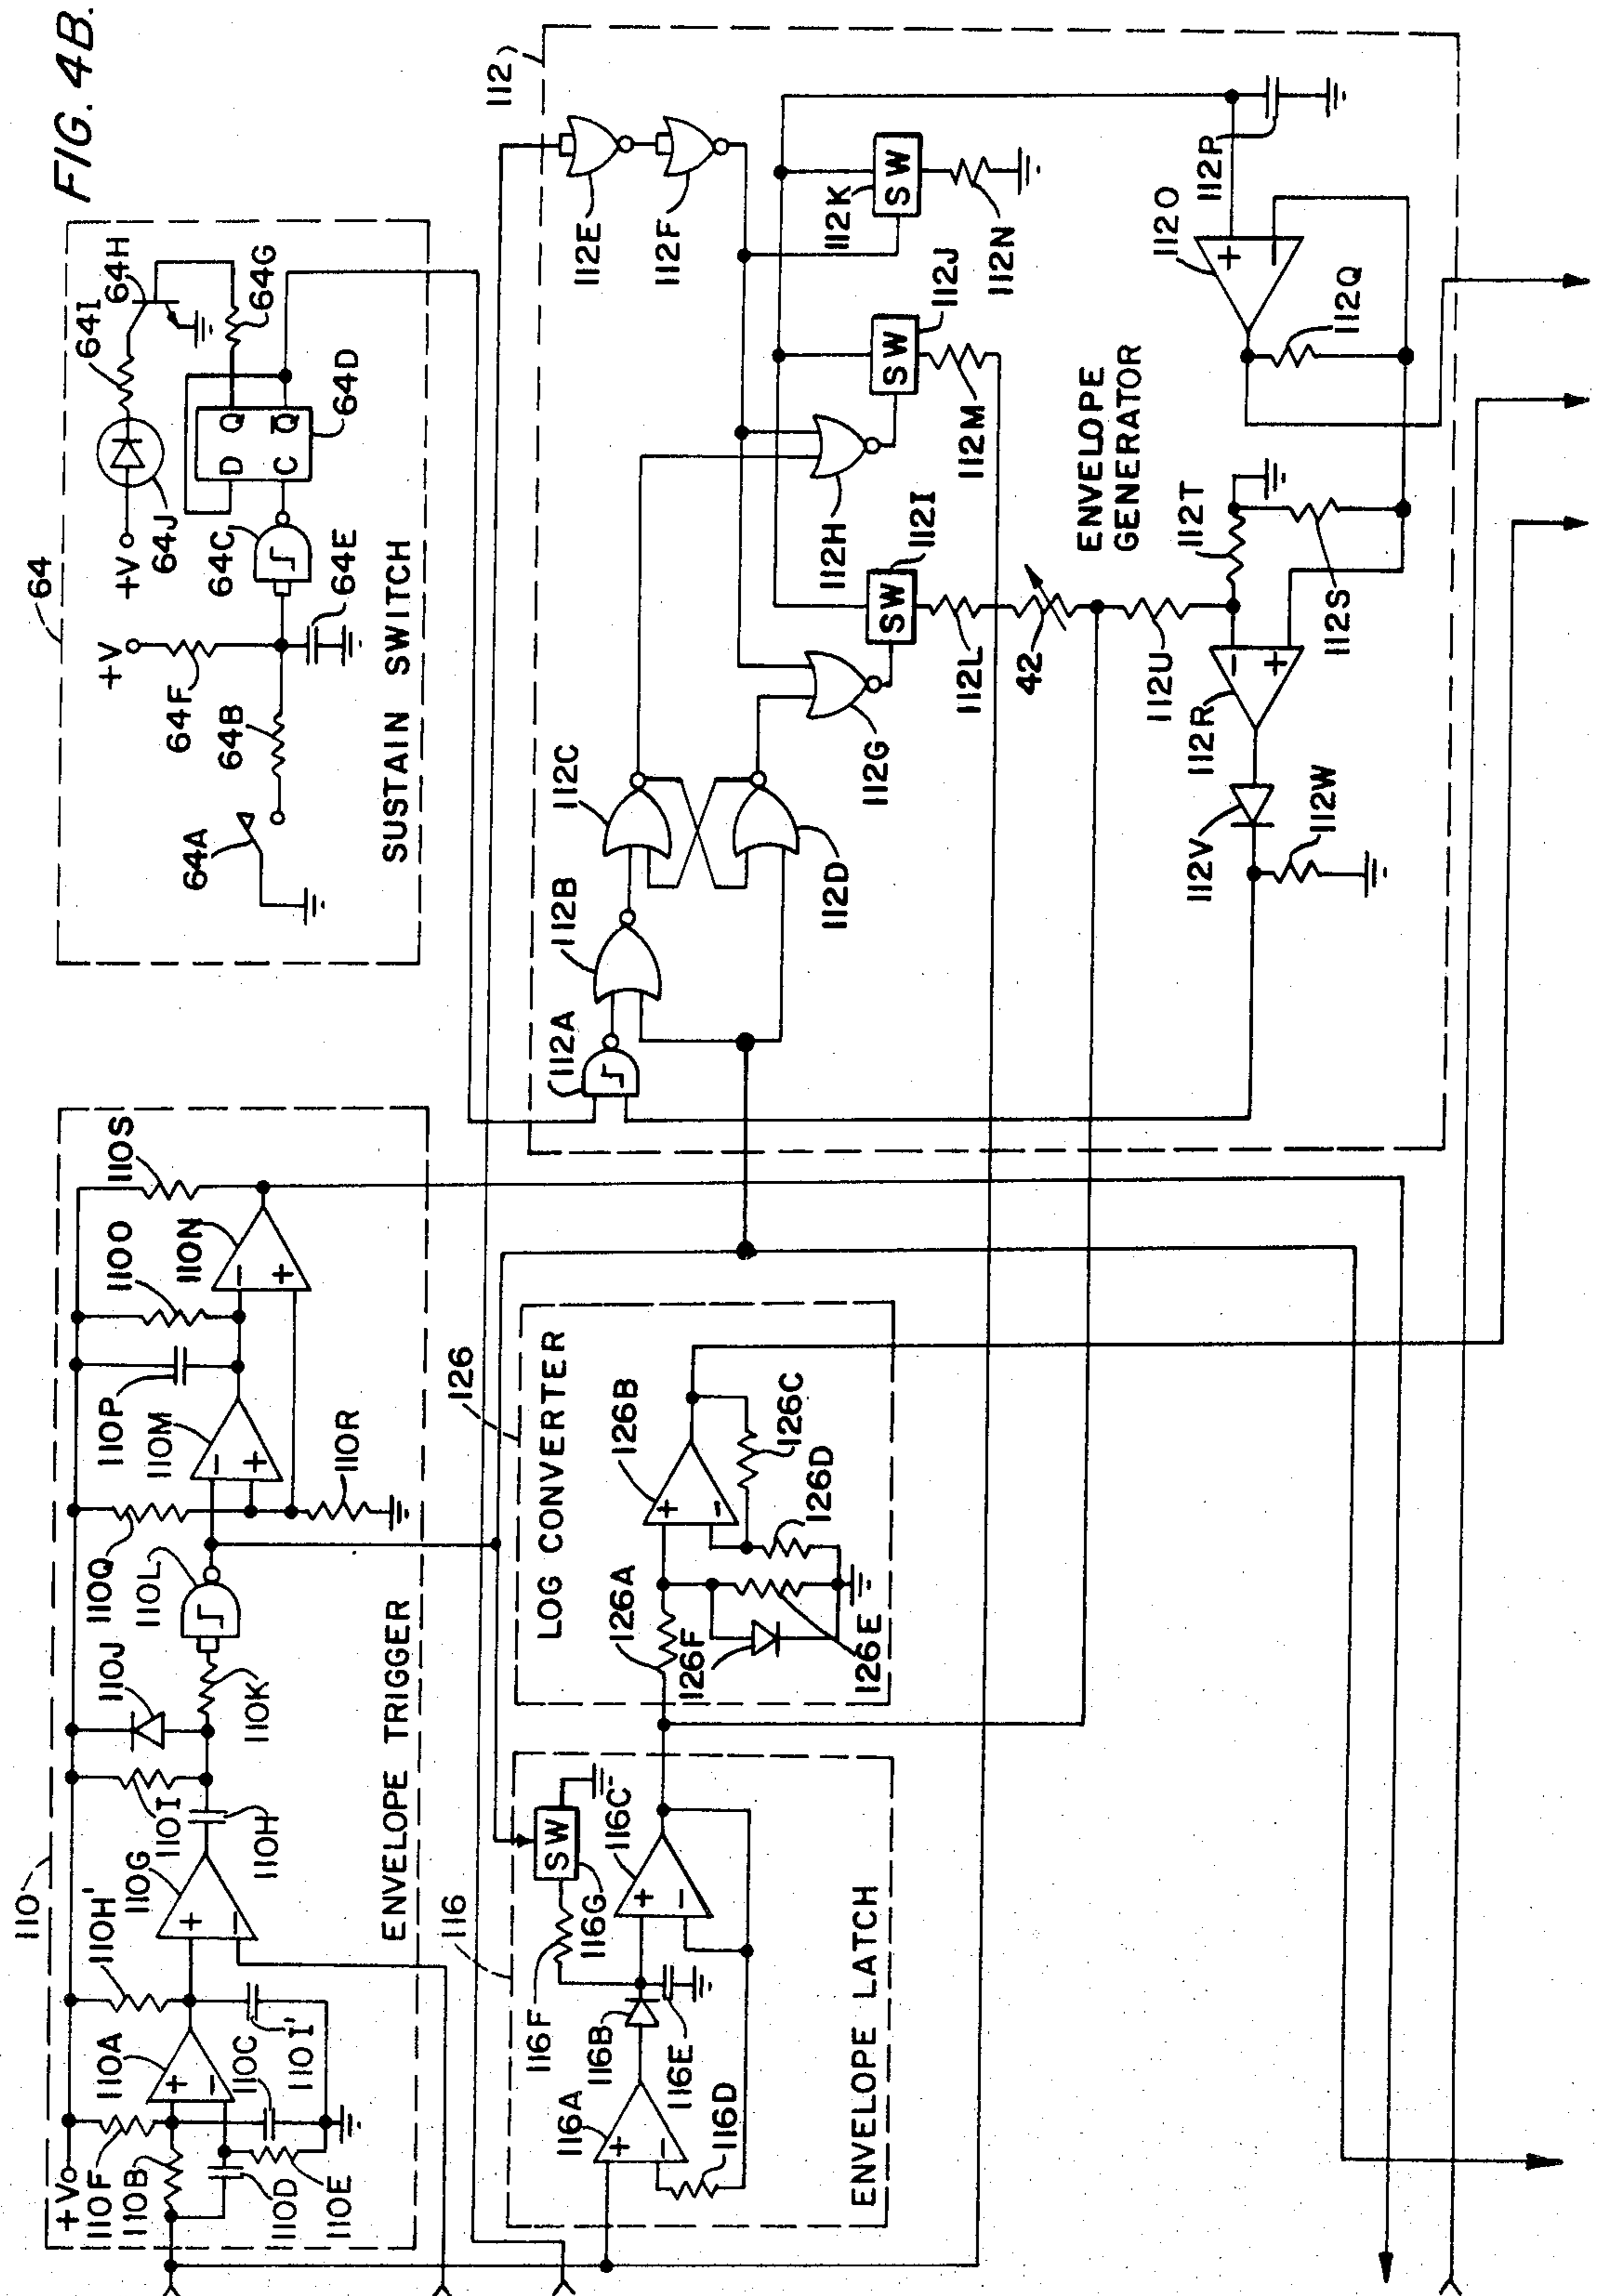 FIG. 4B.
64
+V
64F
64B
64A
+V
64J
64C
64E
64I
64H
64G
64D
D
Q
C
Q̅
SUSTAIN SWITCH
110
+V
110F
110B
110D
110E
110A
+
-
110C
110I'
110H'
110G
+
-
110H
110I
110J
110K
110L
110Q
110M
-
+
110R
110P
110O
110N
-
+
110S
ENVELOPE TRIGGER
116
116A
+
-
116D
116B
116E
116F
116G
SW
116C
+
-
ENVELOPE LATCH
126
LOG CONVERTER
126A
126F
126E
126B
+
-
126C
126D
112
112A
112B
112C
112D
112E
112F
112G
112H
SW
112I
SW
112J
SW
112K
112L
42
112M
112N
112U
ENVELOPE
GENERATOR
112O
+
-
112P
112Q
112T
112S
112R
-
+
112V
112W